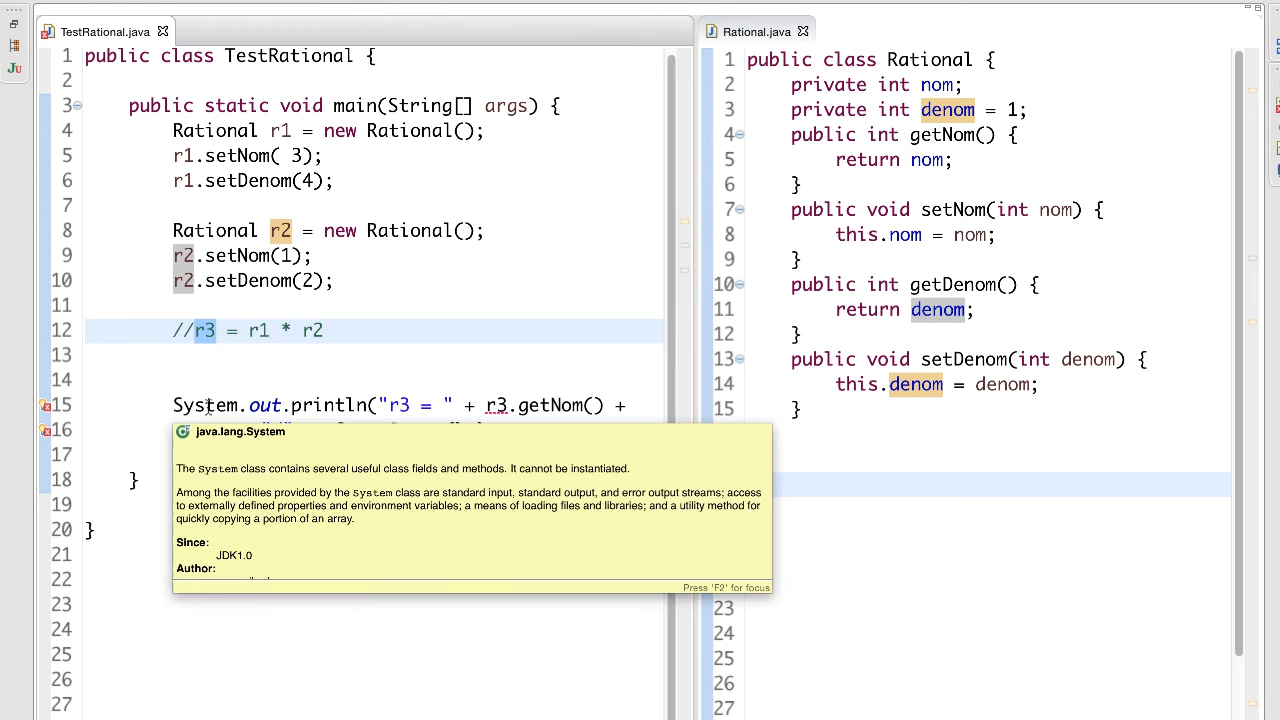 TestRational.java
1 public class TestRational {
2
3 public static void main(String[] args) {
4 Rational r1 = new Rational();
5 r1.setNom( 3);
6 r1.setDenom(4);
7
8 Rational r2 = new Rational();
9 r2.setNom(1);
10 r2.setDenom(2);
11
12 //r3 = r1 * r2
13
14
15 System.out.println("r3 = " + r3.getNom() +
16
java.lang.System
The System class contains several useful class fields and methods. It cannot be instantiated.
Among the facilities provided by the System class are standard input, standard output, and error output streams; access
to externally defined properties and environment variables; a means of loading files and libraries; and a utility method for
quickly copying a portion of an array.
Since:
JDK1.0
Author:
Press 'F2' for focus
18 }
19
20 }
21
22
23
24
25
26
27
Rational.java
1 public class Rational {
2 private int nom;
3 private int denom = 1;
4 public int getNom() {
5 return nom;
6 }
7 public void setNom(int nom) {
8 this.nom = nom;
9 }
10 public int getDenom() {
11 return denom;
12 }
13 public void setDenom(int denom) {
14 this.denom = denom;
15 }
23
24
25
26
27
JU